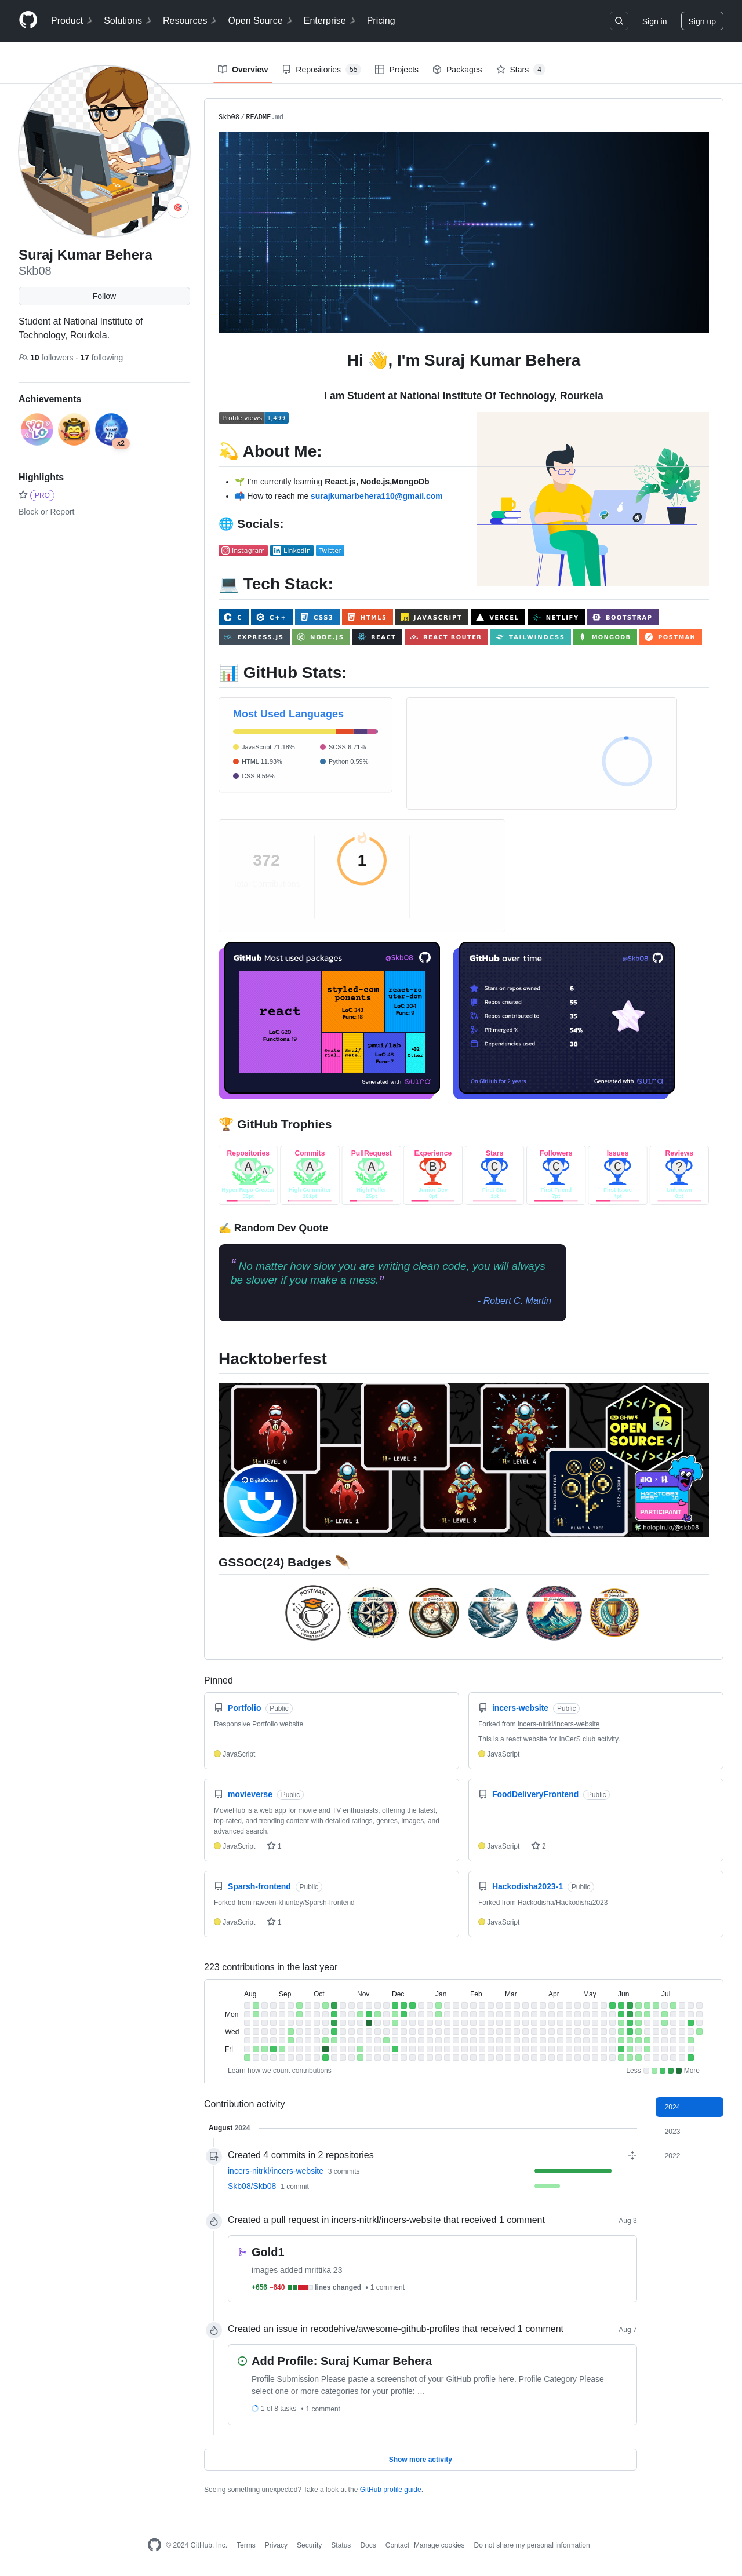 Product Solutions Resources Open Source Enterprise Pricing Sign in Sign up
Overview Repositories 55 Projects Packages Stars 4
Suraj Kumar Behera
Skb08
Follow
Student at National Institute of
Technology, Rourkela.
10 followers · 17 following
Achievements
x2
Highlights
PRO
Block or Report
Skb08 / README.md
Hi 👋, I'm Suraj Kumar Behera
I am Student at National Institute Of Technology, Rourkela
Profile views 1,499
💫 About Me:
🌱 I'm currently learning React.js, Node.js,MongoDb
📫 How to reach me surajkumarbehera110@gmail.com
🌐 Socials:
Instagram LinkedIn Twitter
💻 Tech Stack:
C C++ CSS3 HTML5 JAVASCRIPT VERCEL NETLIFY BOOTSTRAP
EXPRESS.JS NODE.JS REACT REACT ROUTER TAILWINDCSS MONGODB POSTMAN
📊 GitHub Stats:
Most Used Languages
JavaScript 71.18% SCSS 6.71%
HTML 11.93% Python 0.59%
CSS 9.59%
372 1
GitHub Most used packages @Skb08
react
LoC 620
Functions 19
styled-com
ponents
LoC 343
Func 18
react-ro
uter-dom
LoC 204
Func 9
@mui/lab
LoC 48
Func 7
+32
Other
Generated with quira
GitHub over time @Skb08
Stars on repos owned 6
Repos created 55
Repos contributed to 35
PR merged % 54%
Dependencies used 38
On GitHub for 2 years Generated with quira
🏆 GitHub Trophies
Repositories Commits PullRequest Experience Stars Followers Issues Reviews
A A A A B C C C ?
✍️ Random Dev Quote
“ No matter how slow you are writing clean code, you will always
be slower if you make a mess.”
- Robert C. Martin
Hacktoberfest
LEVEL 0 LEVEL 2 LEVEL 4
GHW
OPEN
SOURCE
DigitalOcean
LEVEL 1 LEVEL 3
PLANT A TREE
HACKTOBER
FEST
PARTICIPANT
holopin.io/@skb08
GSSOC(24) Badges 🪶
POSTMAN
Pinned
Portfolio Public
Responsive Portfolio website
JavaScript
incers-website Public
Forked from incers-nitrkl/incers-website
This is a react website for InCerS club activity.
JavaScript
movieverse Public
MovieHub is a web app for movie and TV enthusiasts, offering the latest,
top-rated, and trending content with detailed ratings, genres, images, and
advanced search.
JavaScript 1
FoodDeliveryFrontend Public
JavaScript 2
Sparsh-frontend Public
Forked from naveen-khuntey/Sparsh-frontend
JavaScript 1
Hackodisha2023-1 Public
Forked from Hackodisha/Hackodisha2023
JavaScript
223 contributions in the last year
Aug Sep Oct Nov Dec Jan Feb Mar Apr May Jun Jul
Mon
Wed
Fri
Learn how we count contributions Less More
Contribution activity
2024
2023
2022
August 2024
Created 4 commits in 2 repositories
incers-nitrkl/incers-website 3 commits
Skb08/Skb08 1 commit
Created a pull request in incers-nitrkl/incers-website that received 1 comment Aug 3
Gold1
images added mrittika 23
+656 −640 lines changed • 1 comment
Created an issue in recodehive/awesome-github-profiles that received 1 comment Aug 7
Add Profile: Suraj Kumar Behera
Profile Submission Please paste a screenshot of your GitHub profile here. Profile Category Please
select one or more categories for your profile: …
1 of 8 tasks • 1 comment
Show more activity
Seeing something unexpected? Take a look at the GitHub profile guide.
© 2024 GitHub, Inc. Terms Privacy Security Status Docs Contact Manage cookies Do not share my personal information